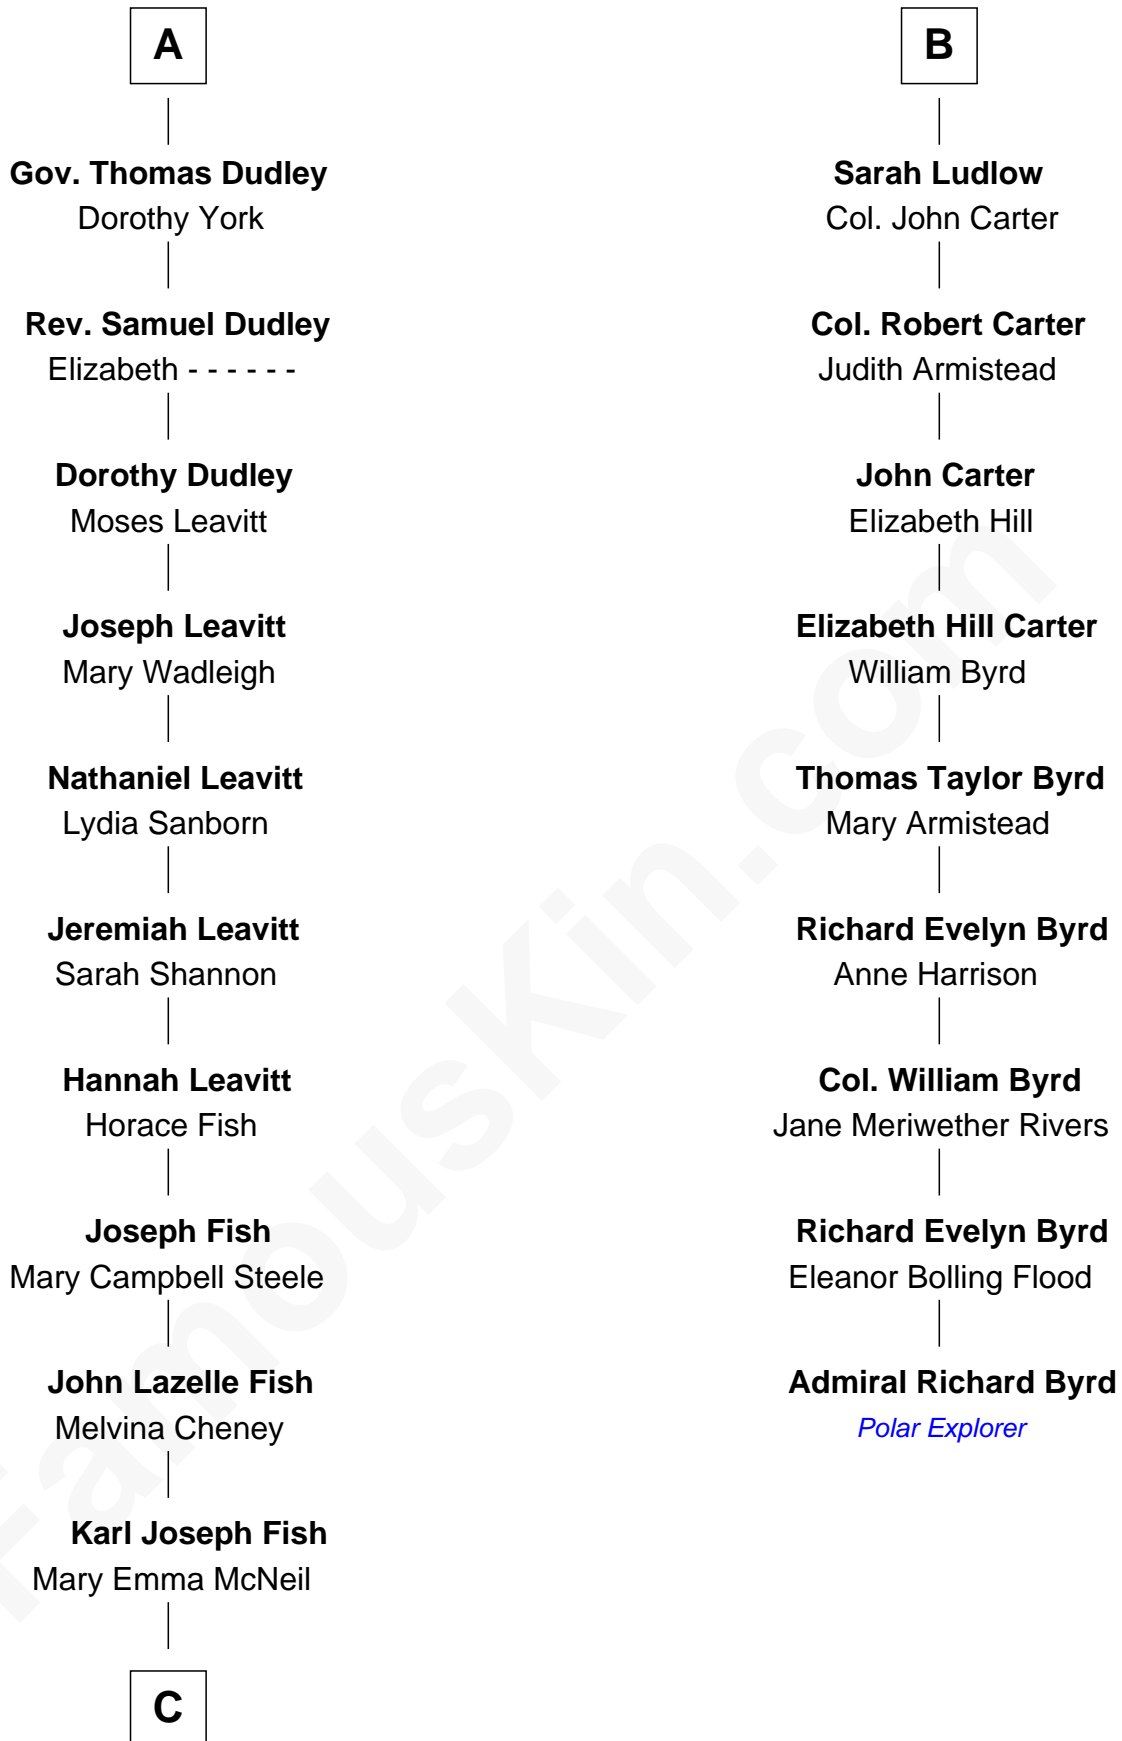 A
Gov. Thomas Dudley
Dorothy York
Rev. Samuel Dudley
Elizabeth - - - - - -
Dorothy Dudley
Moses Leavitt
Joseph Leavitt
Mary Wadleigh
Nathaniel Leavitt
Lydia Sanborn
Jeremiah Leavitt
Sarah Shannon
Hannah Leavitt
Horace Fish
Joseph Fish
Mary Campbell Steele
John Lazelle Fish
Melvina Cheney
Karl Joseph Fish
Mary Emma McNeil
C
B
Sarah Ludlow
Col. John Carter
Col. Robert Carter
Judith Armistead
John Carter
Elizabeth Hill
Elizabeth Hill Carter
William Byrd
Thomas Taylor Byrd
Mary Armistead
Richard Evelyn Byrd
Anne Harrison
Col. William Byrd
Jane Meriwether Rivers
Richard Evelyn Byrd
Eleanor Bolling Flood
Admiral Richard Byrd
Polar Explorer
FamousKin.com